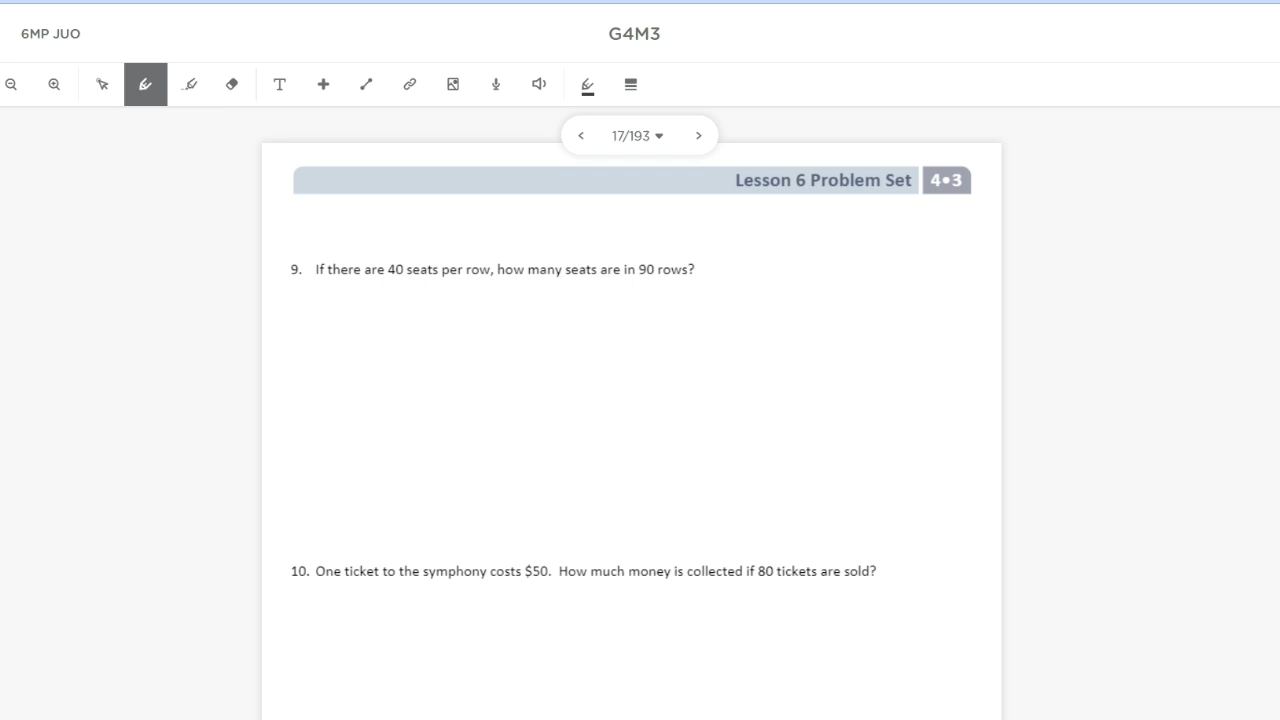 6MP JUO
G4M3
T
17/193
Lesson 6 Problem Set 4•3
9. If there are 40 seats per row, how many seats are in 90 rows?
10. One ticket to the symphony costs $50. How much money is collected if 80 tickets are sold?